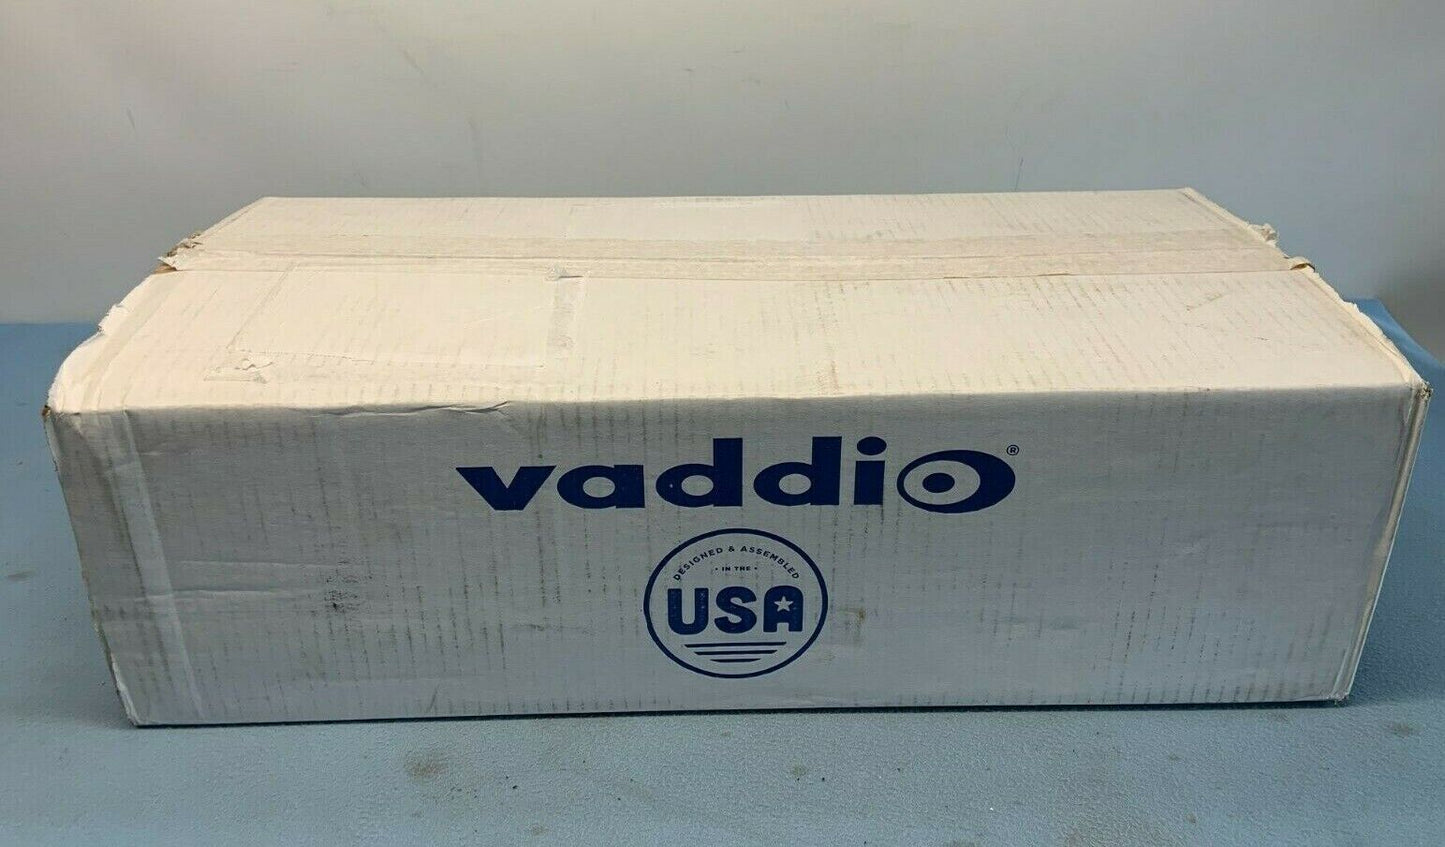 vaddio®
DESIGNED & ASSEMBLED
• IN THE •
USA